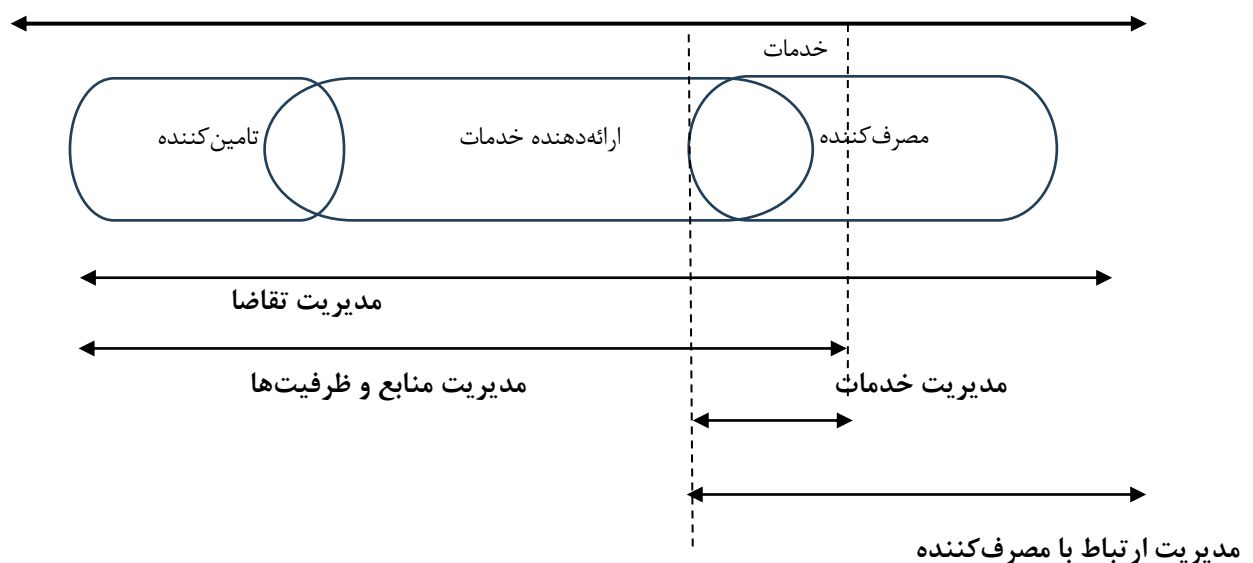 خدمات
مصرف‌کننده
ارائه‌دهنده خدمات
تامین‌کننده
مدیریت تقاضا
مدیریت خدمات
مدیریت منابع و ظرفیت‌ها
مدیریت ارتباط با مصرف‌کننده